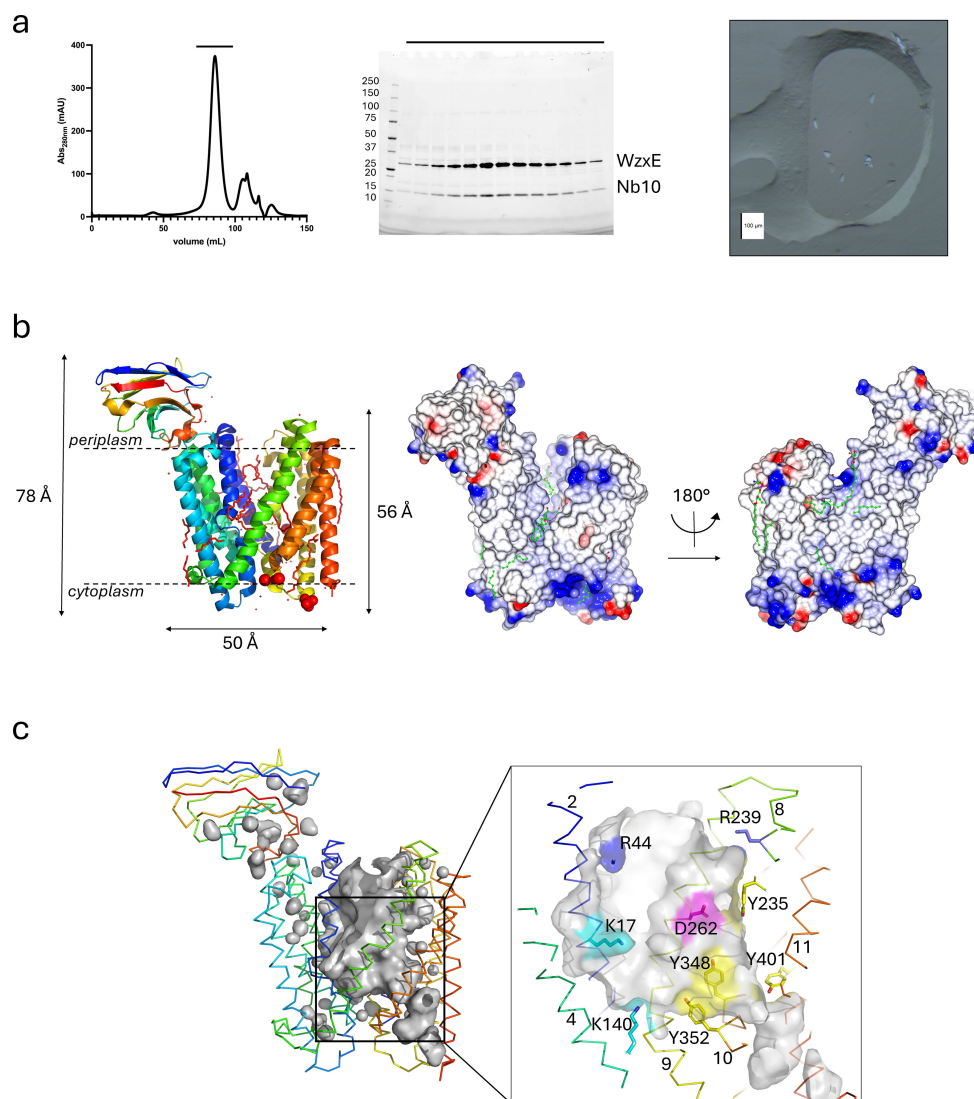 a
400
300
200
100
0
Abs280nm (mAU)
0 50 100 150
volume (mL)
250
150
100
75
50
37
25
20
15
10
WzxE
Nb10
100 µm
b
periplasm
78 Å
56 Å
cytoplasm
50 Å
180°
c
2
8
R239
R44
Y235
K17
D262
11
Y348
Y401
4
K140
Y352
10
9